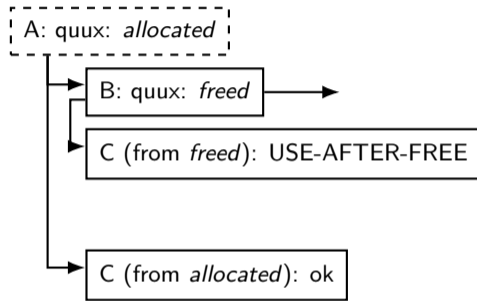 A: quux: allocated
B: quux: freed
C (from freed): USE-AFTER-FREE
C (from allocated): ok